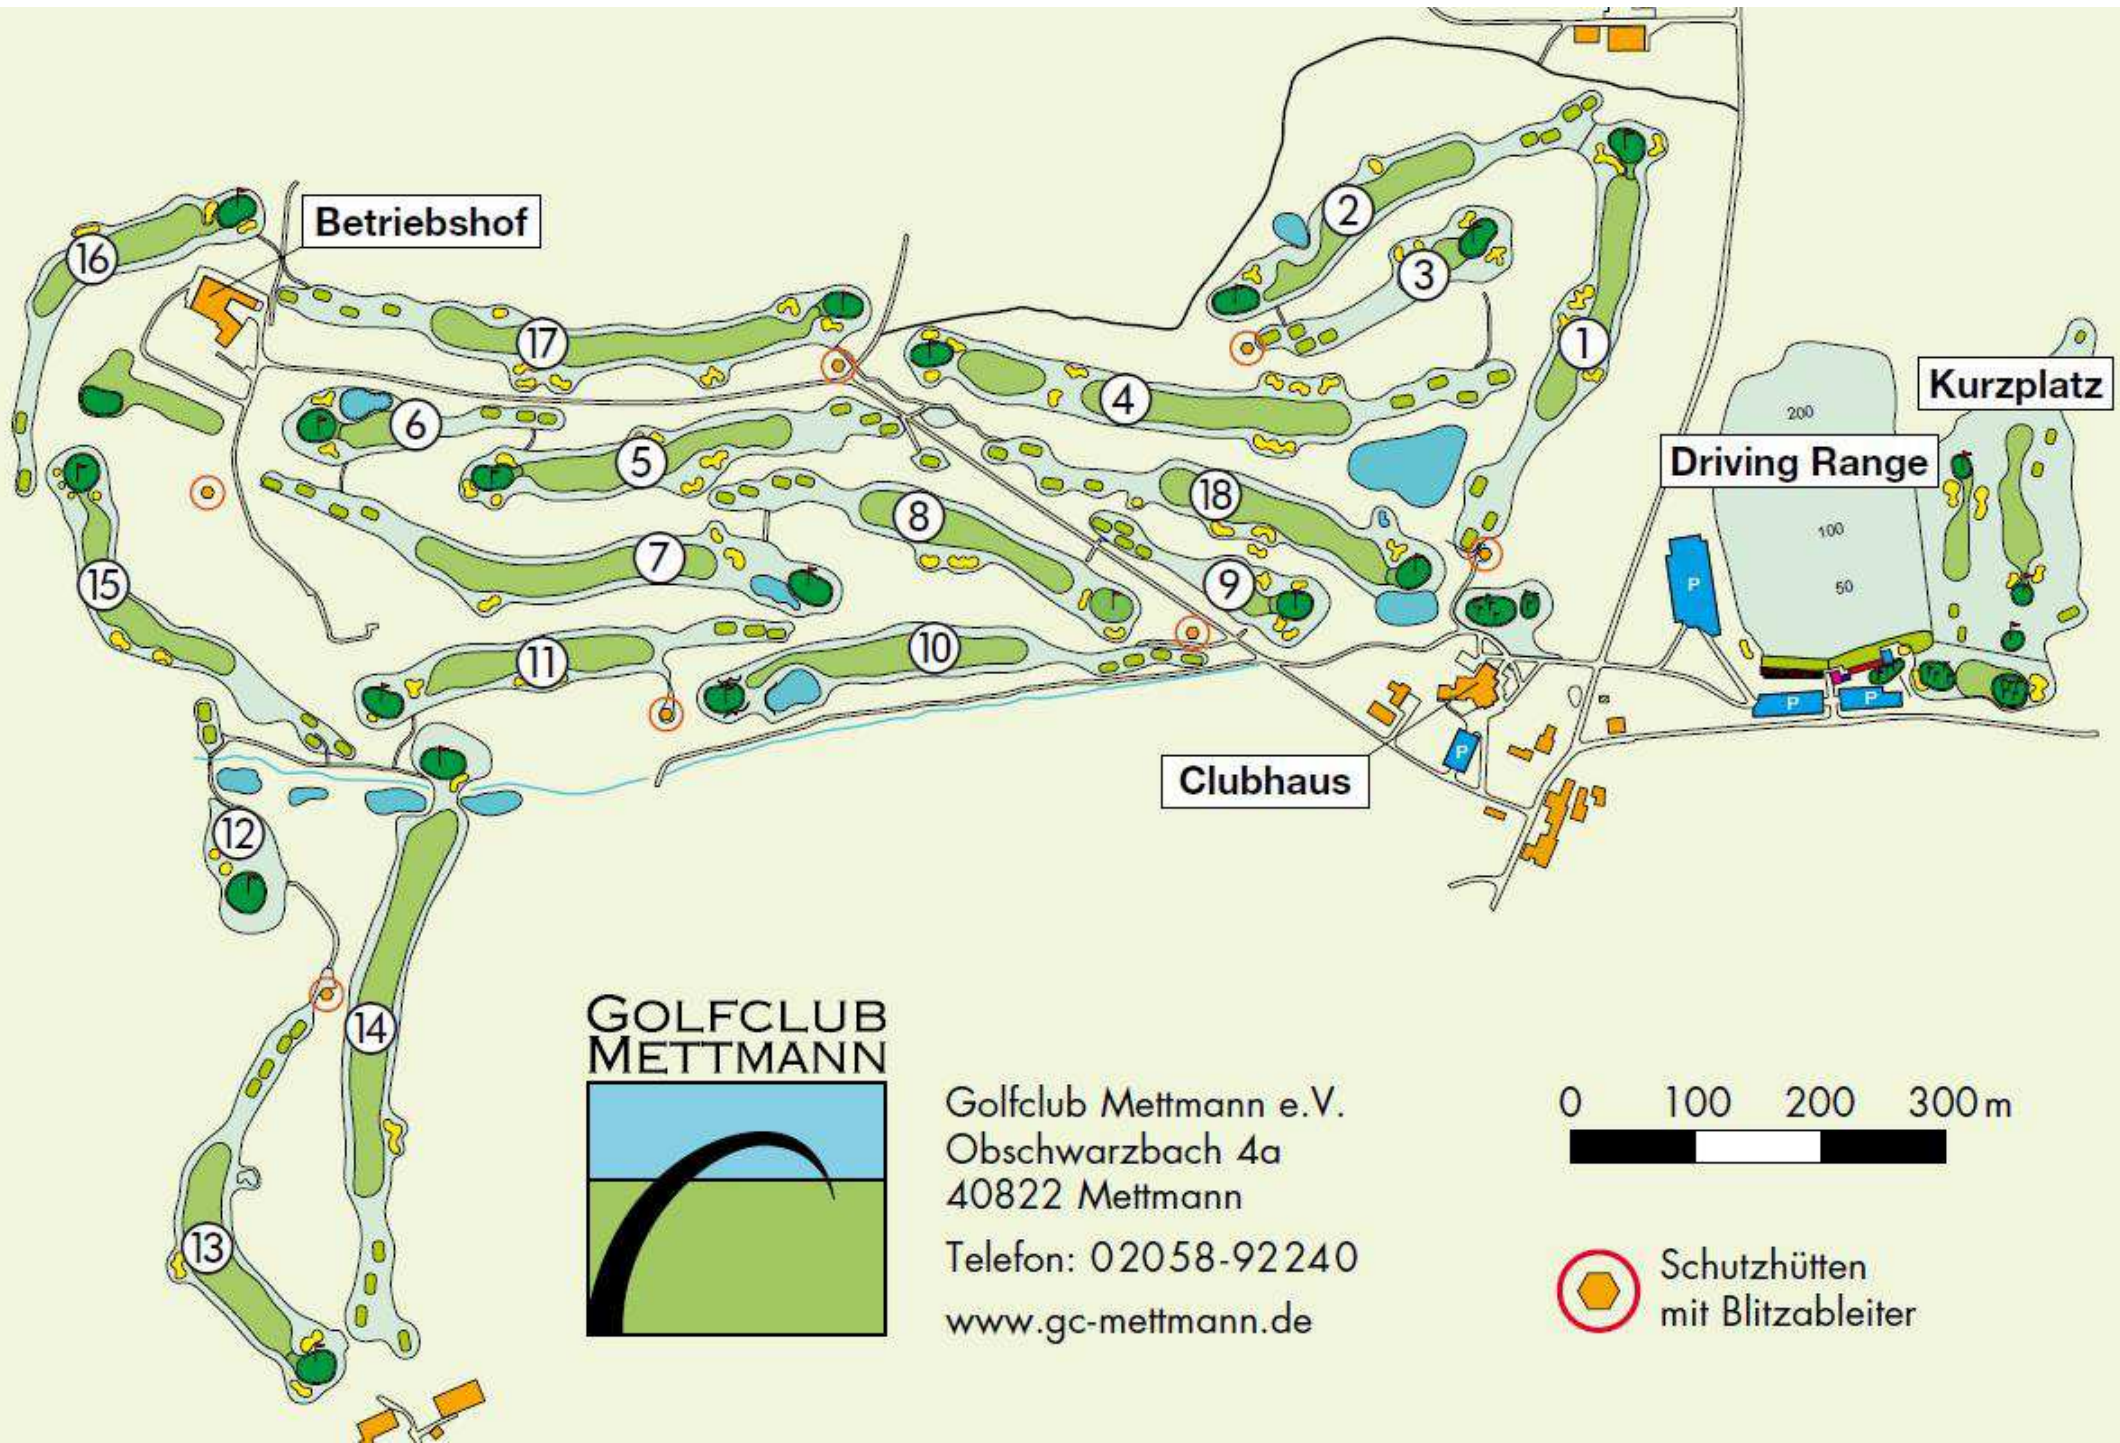 2
Betriebshof
16
3
17
1
4
Kurzplatz
200
6
5
Driving Range
18
8
100
7
9
15
P
50
10
11
P
P
P
Clubhaus
12
14
GOLFCLUB
METTMANN
Golfclub Mettmann e.V.
Obschwarzbach 4a
40822 Mettmann
Telefon: 02058-92240
www.gc-mettmann.de
0 100 200 300 m
13
Schutzhütten
mit Blitzableiter